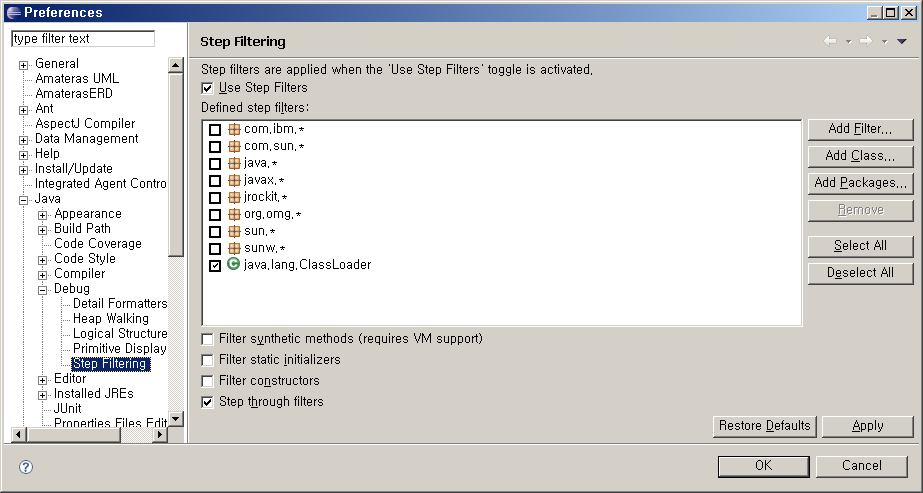 Preferences
type filter text
Step Filtering
General
Amateras UML
AmaterasERD
Ant
AspectJ Compiler
Data Management
Help
Install/Update
Integrated Agent Contro
Java
Appearance
Build Path
Code Coverage
Code Style
Compiler
Debug
Detail Formatters
Heap Walking
Logical Structure
Primitive Display
Step Filtering
Editor
Installed JREs
JUnit
Properties Files Edit
Step filters are applied when the 'Use Step Filters' toggle is activated.
Use Step Filters
Defined step filters:
com.ibm.*
com.sun.*
java.*
javax.*
jrockit.*
org.omg.*
sun.*
sunw.*
C java.lang.ClassLoader
Add Filter...
Add Class...
Add Packages...
Remove
Select All
Deselect All
Filter synthetic methods (requires VM support)
Filter static initializers
Filter constructors
Step through filters
Restore Defaults
Apply
?
OK
Cancel